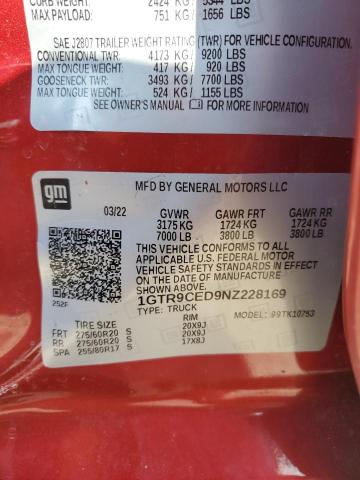 CURB WEIGHT: 2424 KG / 5344 LBS
MAX PAYLOAD: 751 KG / 1656 LBS
SAE J2807 TRAILER WEIGHT RATING (TWR) FOR VEHICLE CONFIGURATION.
CONVENTIONAL TWR: 4173 KG / 9200 LBS
MAX TONGUE WEIGHT: 417 KG / 920 LBS
GOOSENECK TWR: 3493 KG / 7700 LBS
MAX TONGUE WEIGHT: 524 KG / 1155 LBS
SEE OWNER'S MANUAL FOR MORE INFORMATION
gm
MFD BY GENERAL MOTORS LLC
03/22 GVWR GAWR FRT GAWR RR
3175 KG 1724 KG 1724 KG
7000 LB 3800 LB 3800 LB
THIS VEHICLE CONFORMS TO ALL
APPLICABLE U.S. FEDERAL MOTOR
VEHICLE SAFETY STANDARDS IN EFFECT
ON THE DATE OF MANUFACTURE
SHOWN ABOVE.
1GTR9CED9NZ228169
252F TYPE: TRUCK 99TK10753
TIRE SIZE RIM
FRT 275/60R20 S 20X9J
RR 275/60R20 S 20X9J
SPA 255/80R17 S 17X8J